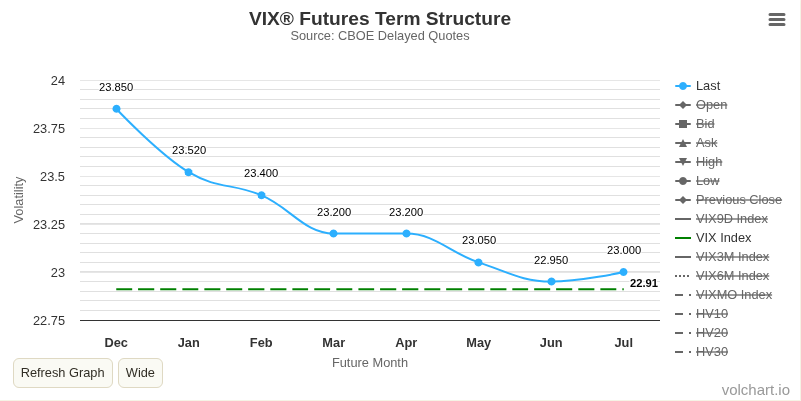 VIX® Futures Term Structure
Source: CBOE Delayed Quotes
Volatility
24
23.75
23.5
23.25
23
22.75
23.850
23.520
23.400
23.200
23.200
23.050
22.950
23.000
22.91
Dec Jan Feb Mar Apr May Jun Jul
Future Month
Last
Open
Bid
Ask
High
Low
Previous Close
VIX9D Index
VIX Index
VIX3M Index
VIX6M Index
VIXMO Index
HV10
HV20
HV30
Refresh Graph Wide
volchart.io